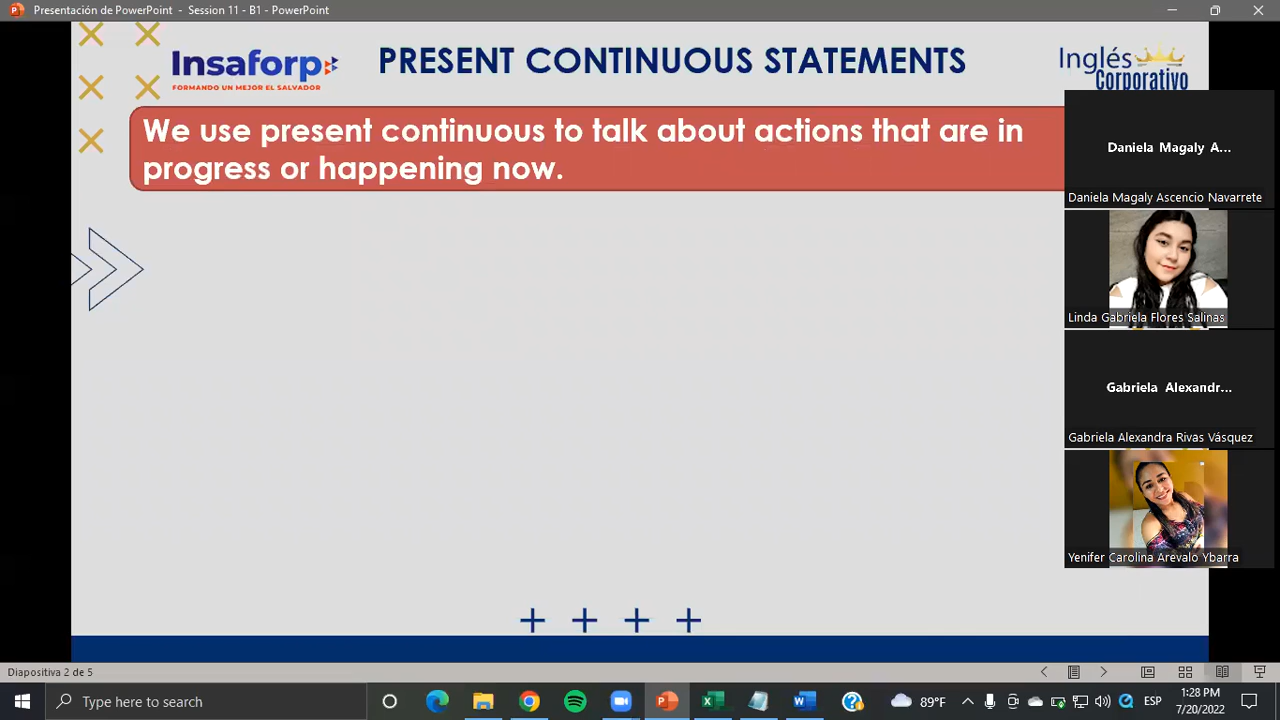 Presentación de PowerPoint - Session 11 - B1 - PowerPoint
Insaforp
FORMANDO UN MEJOR EL SALVADOR
PRESENT CONTINUOUS STATEMENTS
Inglés
Corporativo
We use present continuous to talk about actions that are in
progress or happening now.
Daniela Magaly A...
Daniela Magaly Ascencio Navarrete
Linda Gabriela Flores Salinas
Gabriela Alexandr...
Gabriela Alexandra Rivas Vásquez
Yenifer Carolina Arevalo Ybarra
Diapositiva 2 de 5
Type here to search
89°F
ESP
1:28 PM
7/20/2022